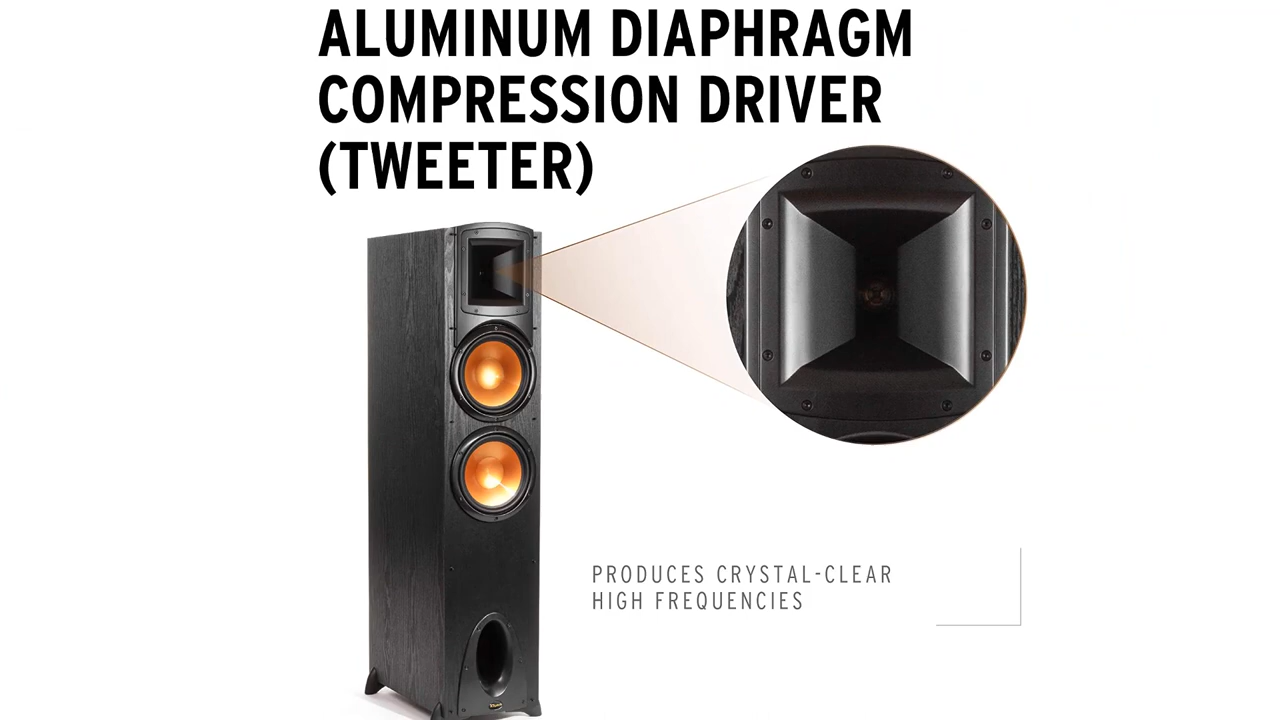 ALUMINUM DIAPHRAGM
COMPRESSION DRIVER
(TWEETER)
PRODUCES CRYSTAL-CLEAR
HIGH FREQUENCIES